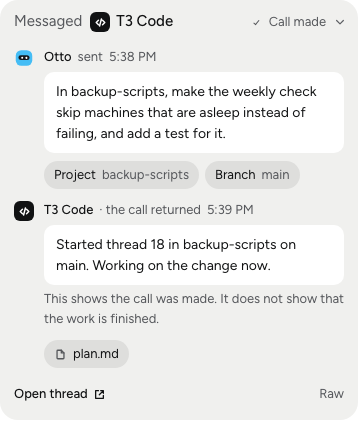 Messaged T3 Code Call made
Otto sent 5:38 PM
In backup-scripts, make the weekly check
skip machines that are asleep instead of
failing, and add a test for it.
Project backup-scripts Branch main
T3 Code · the call returned 5:39 PM
Started thread 18 in backup-scripts on
main. Working on the change now.
This shows the call was made. It does not show that
the work is finished.
plan.md
Open thread Raw